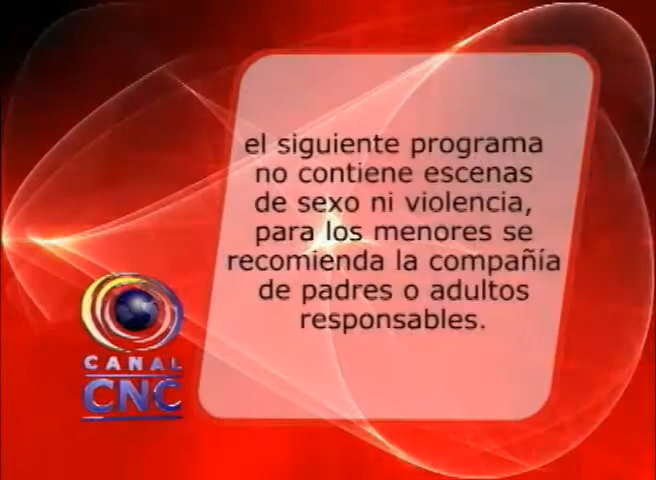 el siguiente programa
no contiene escenas
de sexo ni violencia,
para los menores se
recomienda la compañía
de padres o adultos
responsables.
CANAL
CNC